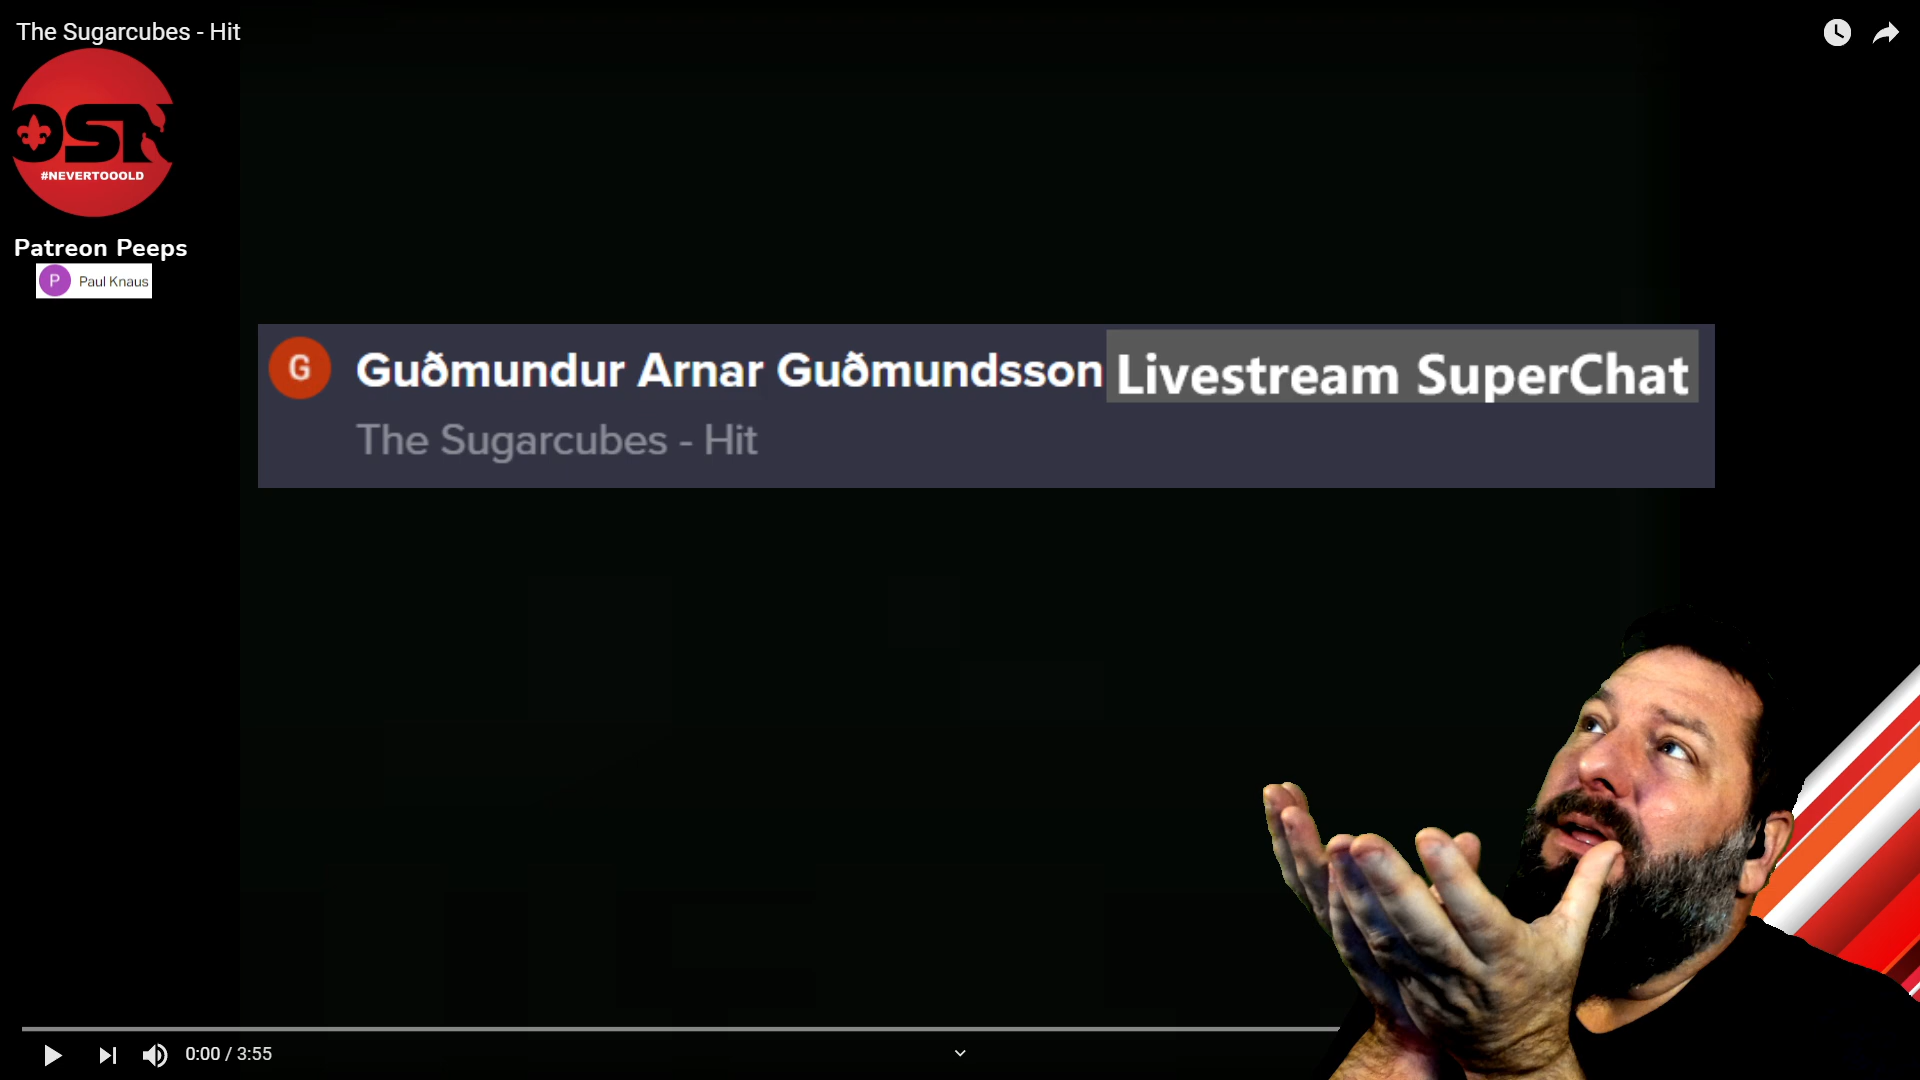 The Sugarcubes - Hit
OSN
#NEVERTOOOLD
Patreon Peeps
P Paul Knaus
G Guðmundur Arnar Guðmundsson Livestream SuperChat
The Sugarcubes - Hit
0:00 / 3:55